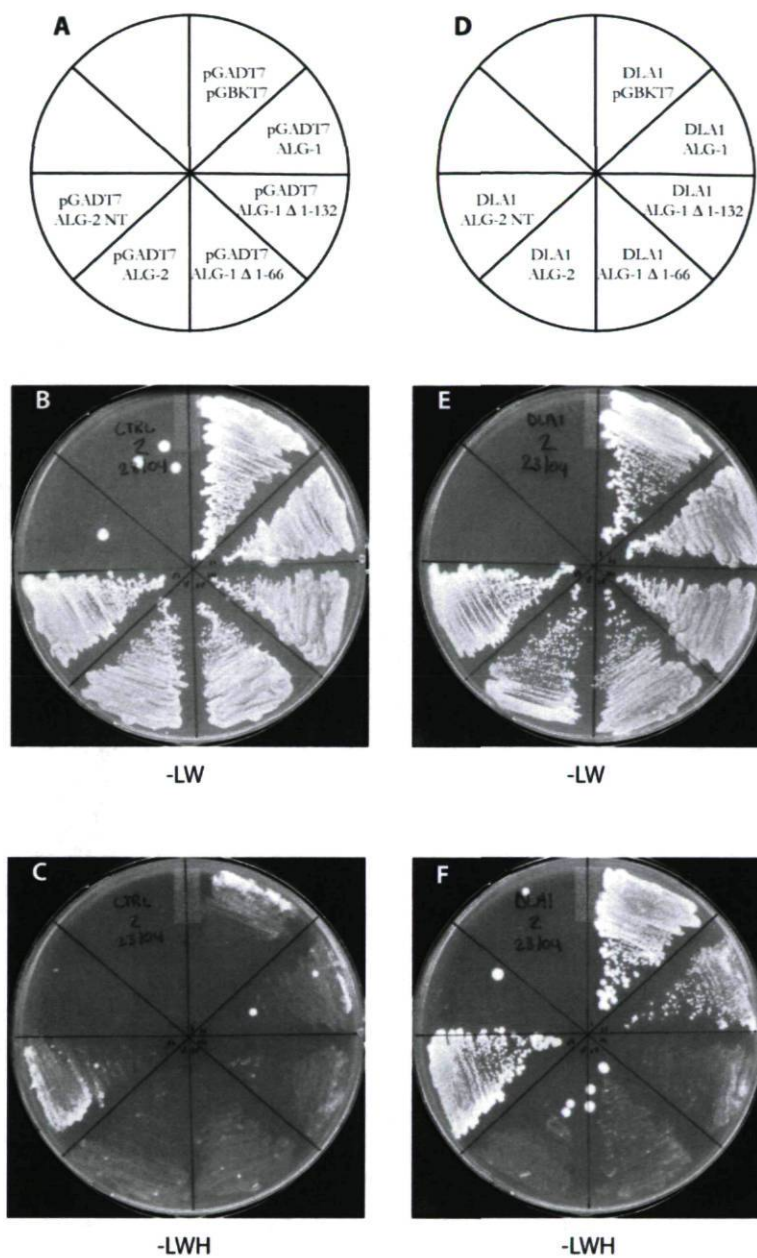 A
pGADT7
pGBKT7
pGADT7
ALG-1
pGADT7
ALG-1 Δ 1-132
pGADT7
ALG-1 Δ 1-66
pGADT7
ALG-2
pGADT7
ALG-2 NT
D
DLA1
pGBKT7
DLA1
ALG-1
DLA1
ALG-1 Δ 1-132
DLA1
ALG-1 Δ 1-66
DLA1
ALG-2
DLA1
ALG-2 NT
B
CTRL
2
23/04
-LW
E
DLA1
2
23/04
-LW
C
CTRL
2
23/04
-LWH
F
DLA1
2
23/04
-LWH